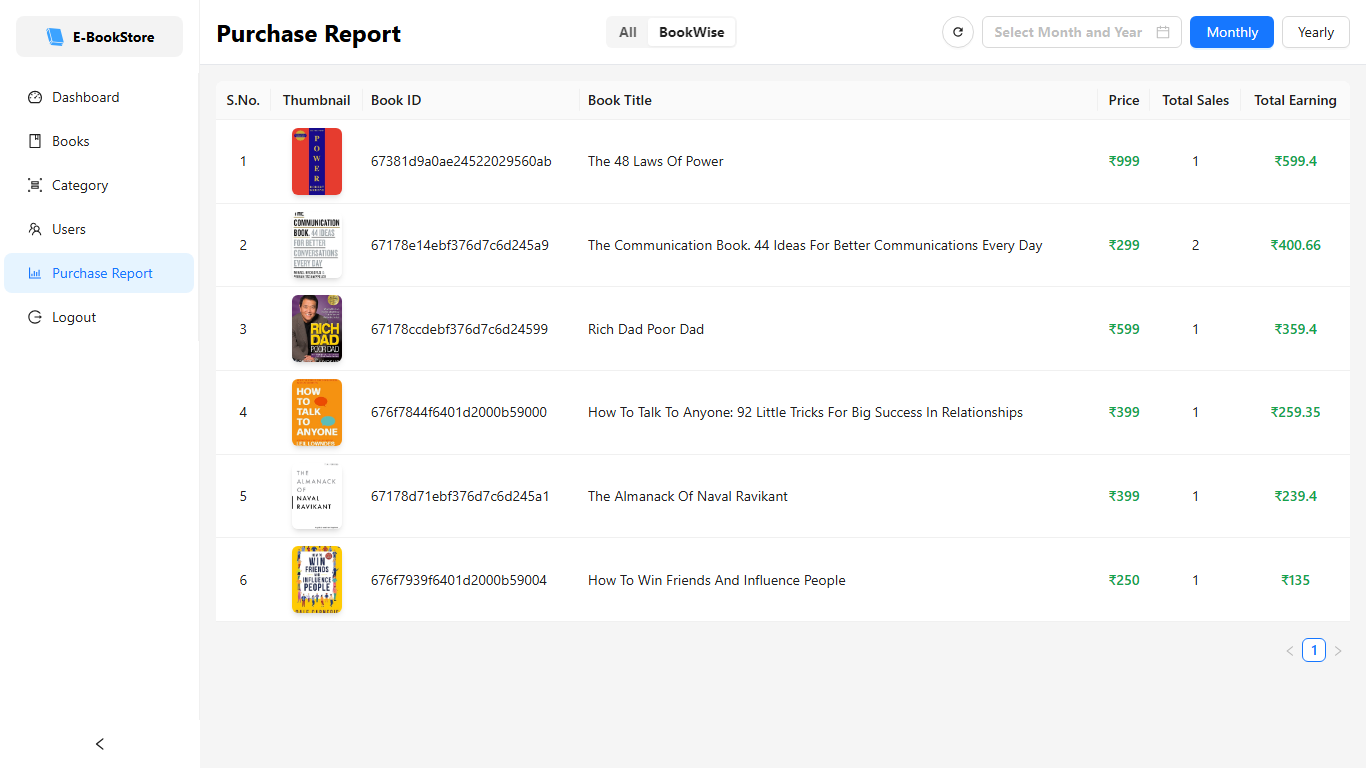 E-BookStore
Purchase Report
All BookWise
Select Month and Year
Monthly
Yearly
Dashboard
Books
Category
Users
Purchase Report
Logout
S.No. Thumbnail Book ID Book Title Price Total Sales Total Earning
POWER
1 67381d9a0ae24522029560ab The 48 Laws Of Power ₹999 1 ₹599.4
THE
COMMUNICATION
BOOK. 44 IDEAS
FOR BETTER
CONVERSATIONS
EVERY DAY
2 67178e14ebf376d7c6d245a9 The Communication Book. 44 Ideas For Better Communications Every Day ₹299 2 ₹400.66
RICH
DAD
POOR DAD
3 67178ccdebf376d7c6d24599 Rich Dad Poor Dad ₹599 1 ₹359.4
HOW
TO
TALK
TO
ANYONE
LEIL LOWNDES
4 676f7844f6401d2000b59000 How To Talk To Anyone: 92 Little Tricks For Big Success In Relationships ₹399 1 ₹259.35
THE
ALMANACK
OF
NAVAL
RAVIKANT
5 67178d71ebf376d7c6d245a1 The Almanack Of Naval Ravikant ₹399 1 ₹239.4
WIN
FRIENDS
AND
INFLUENCE
PEOPLE
DALE CARNEGIE
6 676f7939f6401d2000b59004 How To Win Friends And Influence People ₹250 1 ₹135
1